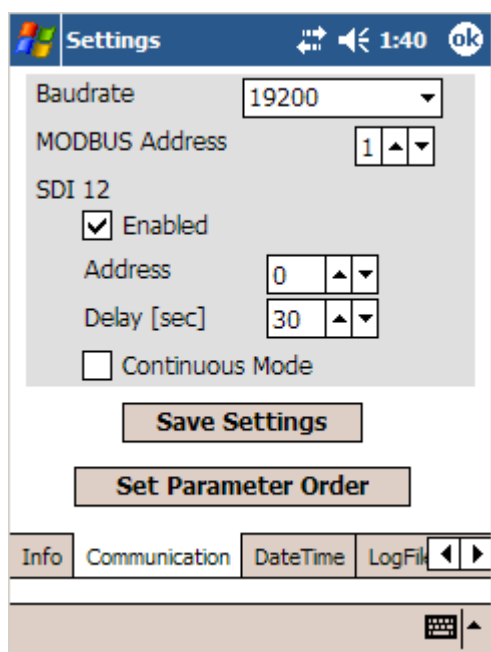 Settings 1:40 ok
Baudrate 19200
MODBUS Address 1
SDI 12
Enabled
Address 0
Delay [sec] 30
Continuous Mode
Save Settings
Set Parameter Order
Info Communication DateTime